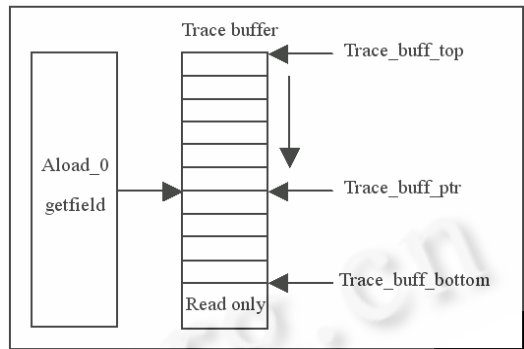 Trace buffer
Trace_buff_top
Aload_0
getfield
Trace_buff_ptr
Trace_buff_bottom
Read only